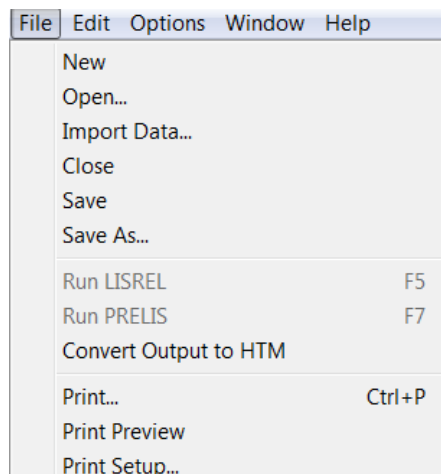 File Edit Options Window Help
New
Open...
Import Data...
Close
Save
Save As...
Run LISREL F5
Run PRELIS F7
Convert Output to HTM
Print... Ctrl+P
Print Preview
Print Setup...